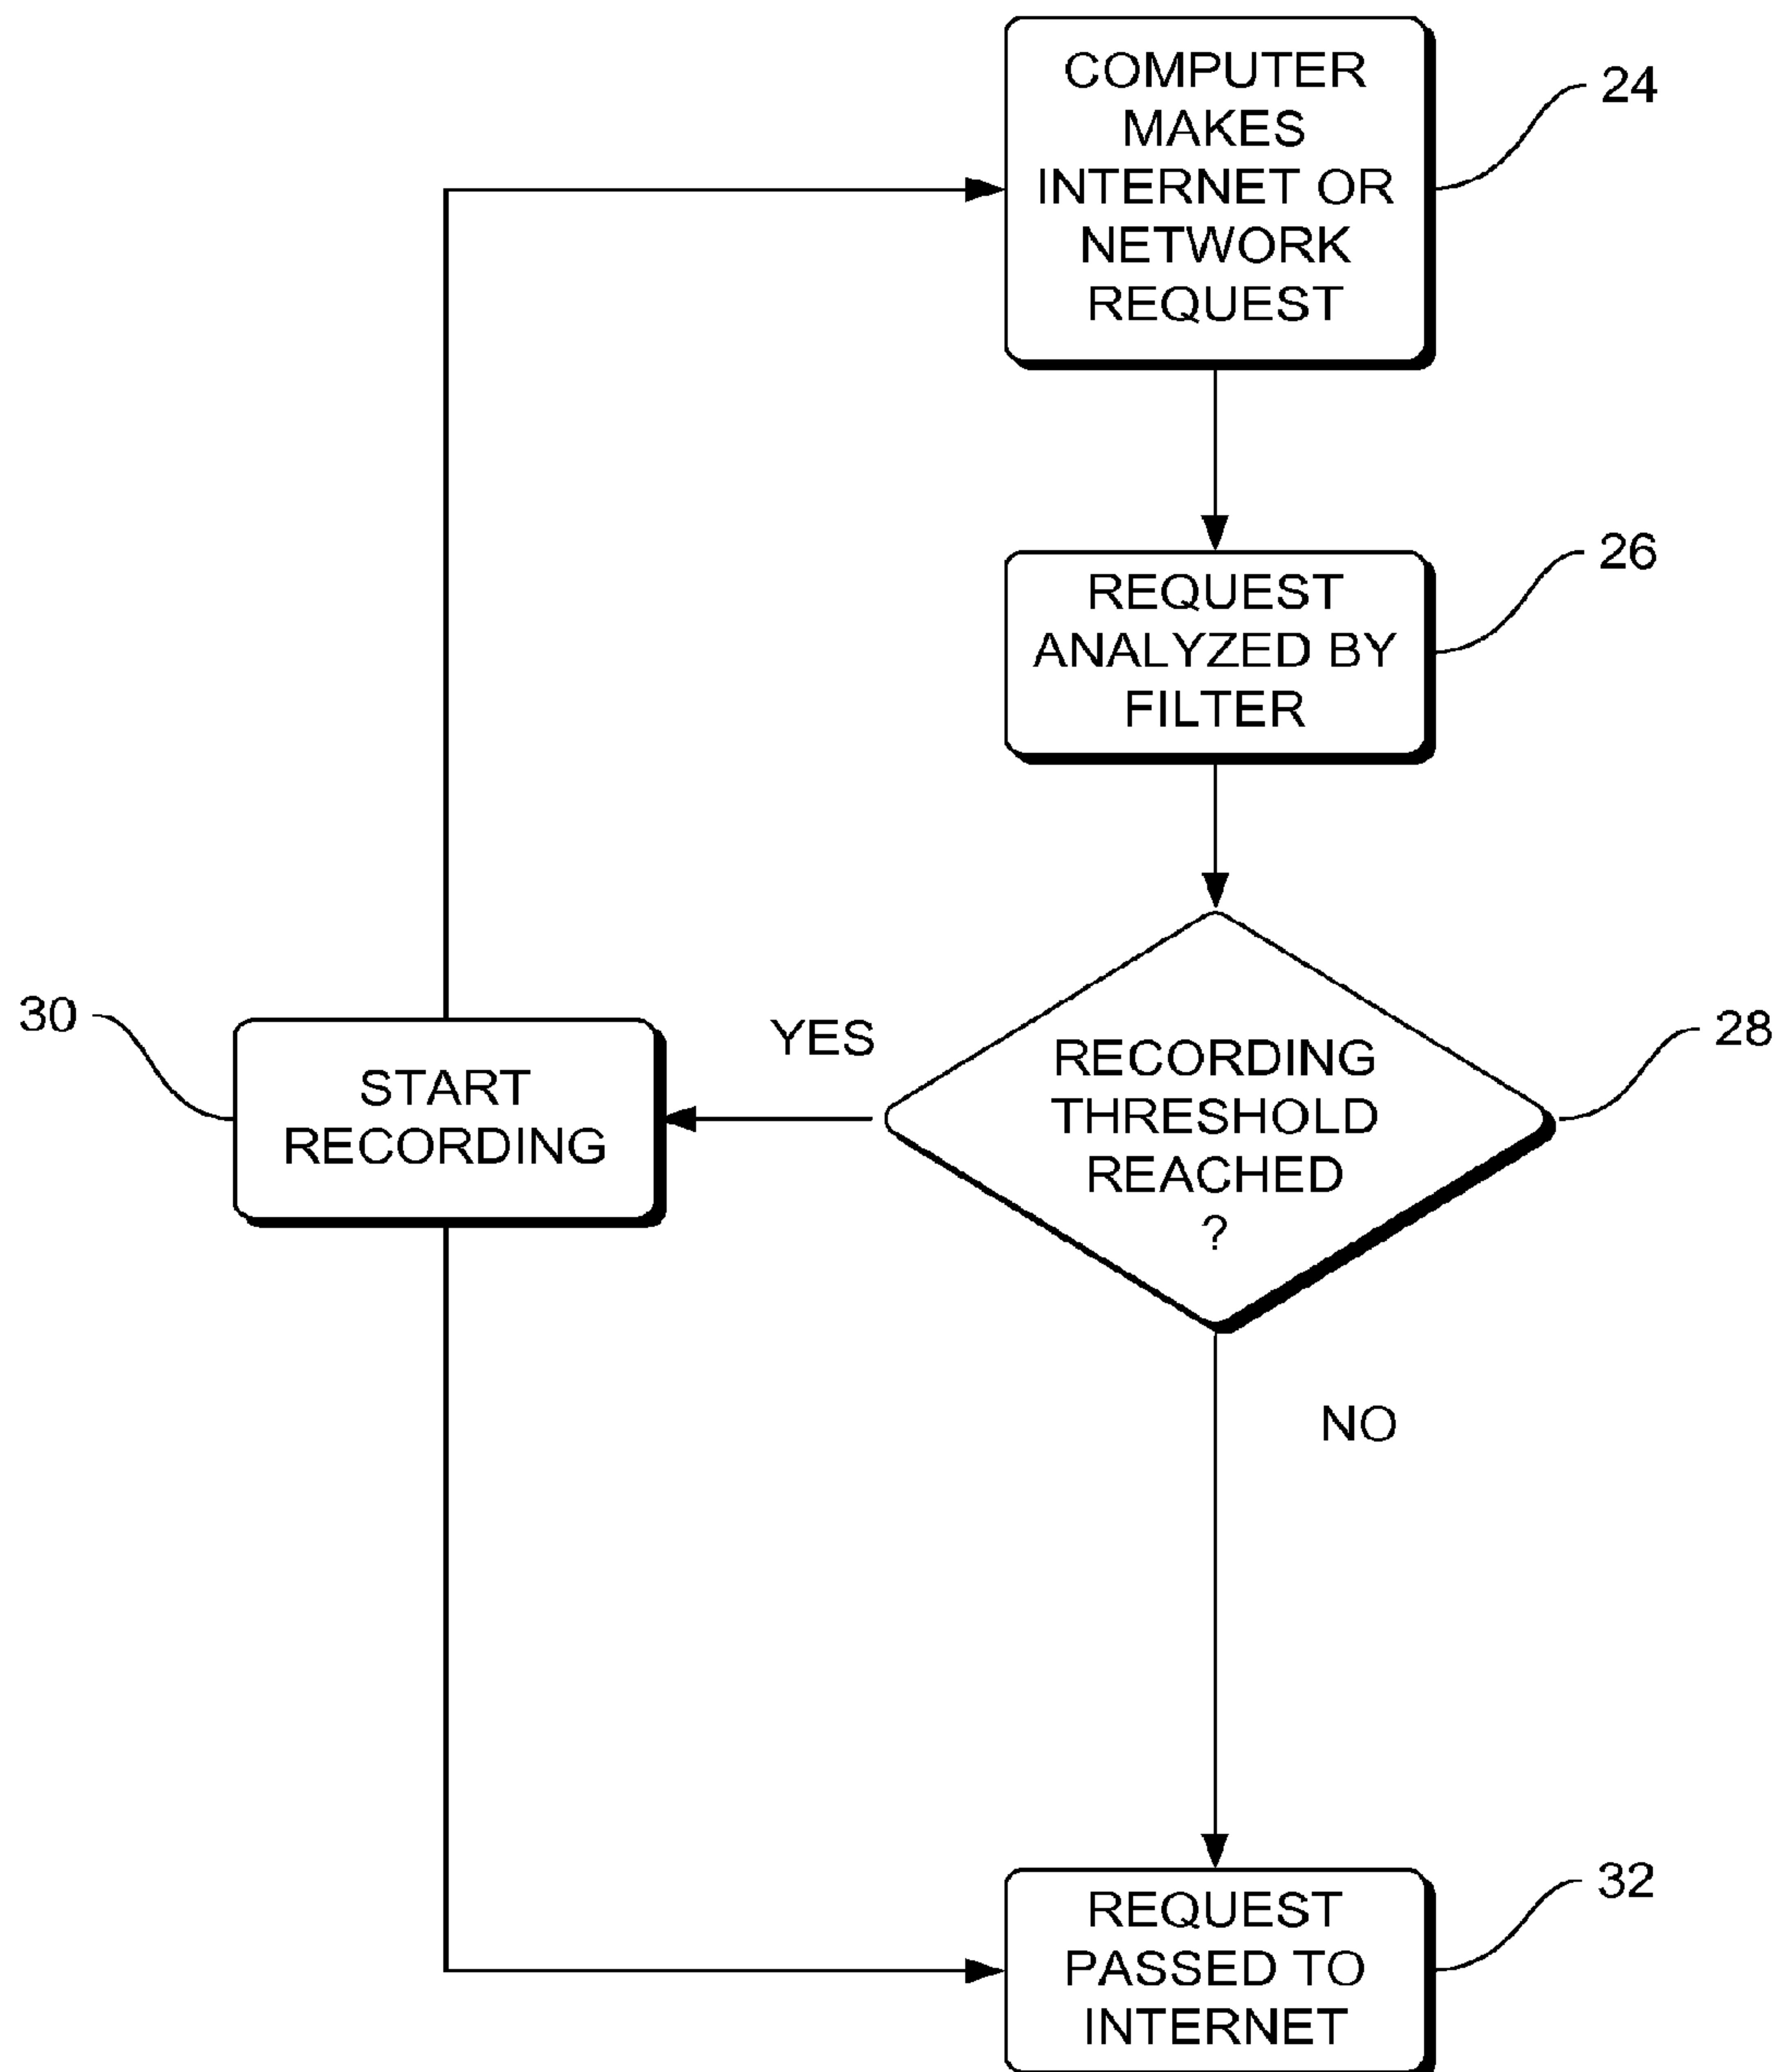 COMPUTER
MAKES
INTERNET OR
NETWORK
REQUEST
24
REQUEST
ANALYZED BY
FILTER
26
30
START
RECORDING
YES
RECORDING
THRESHOLD
REACHED
?
28
NO
REQUEST
PASSED TO
INTERNET
32